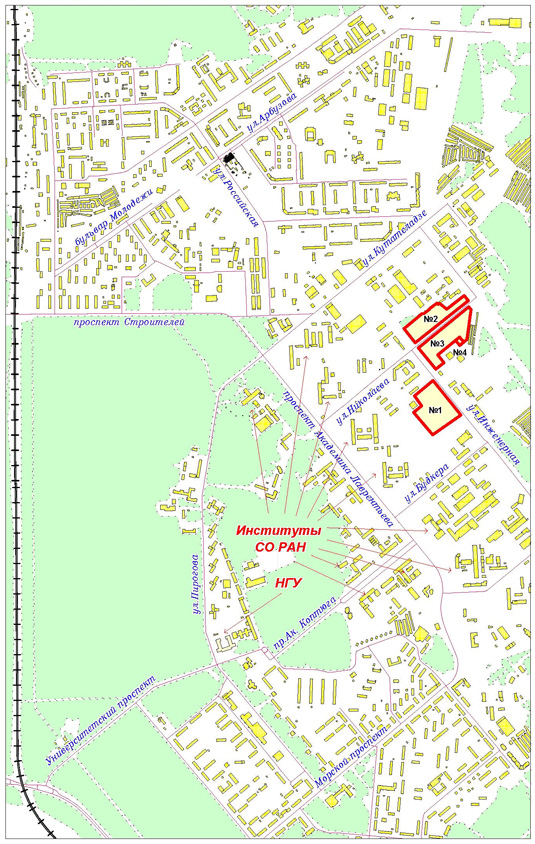 ул.Арбузова
ул.Российская
бульвар Молодежи
ул.Кутателадзе
проспект Строителей
№2
№3
№4
№1
ул.Николаева
проспект Академика Лаврентьева
ул.Инженерная
ул.Будкера
Институты
СО РАН
НГУ
ул.Пирогова
пр.Ак. Коптюга
Университетский проспект
Морской проспект